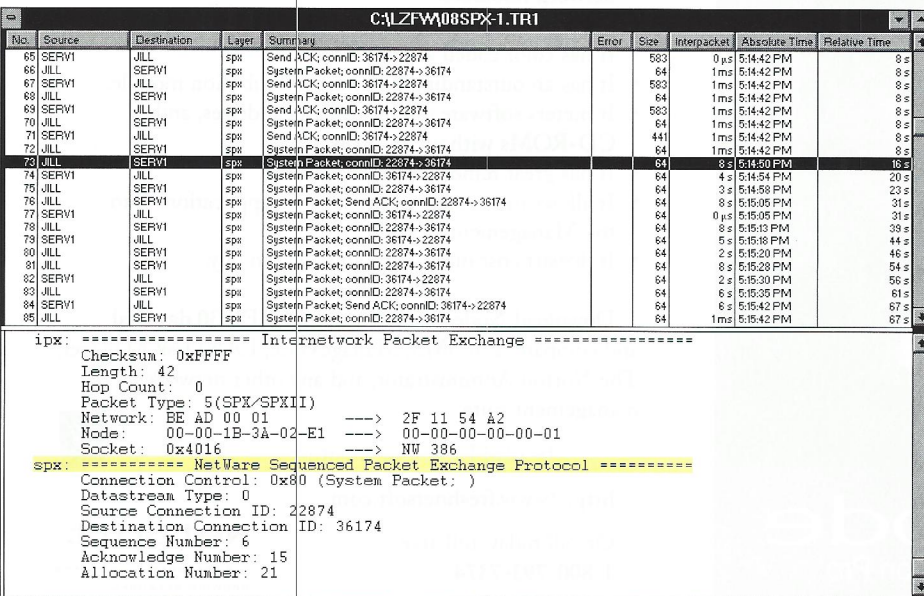 C:\LZFW\08SPX-1.TR1
No. Source Destination Layer Summary Error Size Interpacket Absolute Time Relative Time
65 SERV1 JILL spx Send ACK; connID: 36174->22874 583 0 µs 5:14:42 PM 8 s
66 JILL SERV1 spx System Packet; connID: 22874->36174 64 1 ms 5:14:42 PM 8 s
67 SERV1 JILL spx Send ACK; connID: 36174->22874 583 1 ms 5:14:42 PM 8 s
68 JILL SERV1 spx System Packet; connID: 22874->36174 64 1 ms 5:14:42 PM 8 s
69 SERV1 JILL spx Send ACK; connID: 36174->22874 583 1 ms 5:14:42 PM 8 s
70 JILL SERV1 spx System Packet; connID: 22874->36174 64 1 ms 5:14:42 PM 8 s
71 SERV1 JILL spx Send ACK; connID: 36174->22874 441 1 ms 5:14:42 PM 8 s
72 JILL SERV1 spx System Packet; connID: 22874->36174 64 1 ms 5:14:42 PM 8 s
73 JILL SERV1 spx System Packet; connID: 22874->36174 64 8 s 5:14:50 PM 16 s
74 SERV1 JILL spx System Packet; connID: 36174->22874 64 4 s 5:14:54 PM 20 s
75 JILL SERV1 spx System Packet; connID: 22874->36174 64 3 s 5:14:58 PM 23 s
76 JILL SERV1 spx System Packet; Send ACK; connID: 22874->36174 64 8 s 5:15:05 PM 31 s
77 SERV1 JILL spx System Packet; connID: 36174->22874 64 0 µs 5:15:05 PM 31 s
78 JILL SERV1 spx System Packet; connID: 22874->36174 64 8 s 5:15:13 PM 39 s
79 SERV1 JILL spx System Packet; connID: 36174->22874 64 5 s 5:15:18 PM 44 s
80 JILL SERV1 spx System Packet; connID: 22874->36174 64 2 s 5:15:20 PM 46 s
81 JILL SERV1 spx System Packet; connID: 22874->36174 64 8 s 5:15:28 PM 54 s
82 SERV1 JILL spx System Packet; connID: 36174->22874 64 2 s 5:15:30 PM 56 s
83 JILL SERV1 spx System Packet; connID: 22874->36174 64 6 s 5:15:35 PM 61 s
84 SERV1 JILL spx System Packet; Send ACK; connID: 36174->22874 64 6 s 5:15:42 PM 67 s
85 JILL SERV1 spx System Packet; connID: 22874->36174 64 1 ms 5:15:42 PM 67 s
ipx: =================== Internetwork Packet Exchange ==================
Checksum: 0xFFFF
Length: 42
Hop Count: 0
Packet Type: 5(SPX/SPXII)
Network: BE AD 00 01 ---> 2F 11 54 A2
Node: 00-00-1B-3A-02-E1 ---> 00-00-00-00-00-01
Socket: 0x4016 ---> NW 386
spx: =========== NetWare Sequenced Packet Exchange Protocol ==========
Connection Control: 0x80 (System Packet; )
Datastream Type: 0
Source Connection ID: 22874
Destination Connection ID: 36174
Sequence Number: 6
Acknowledge Number: 15
Allocation Number: 21